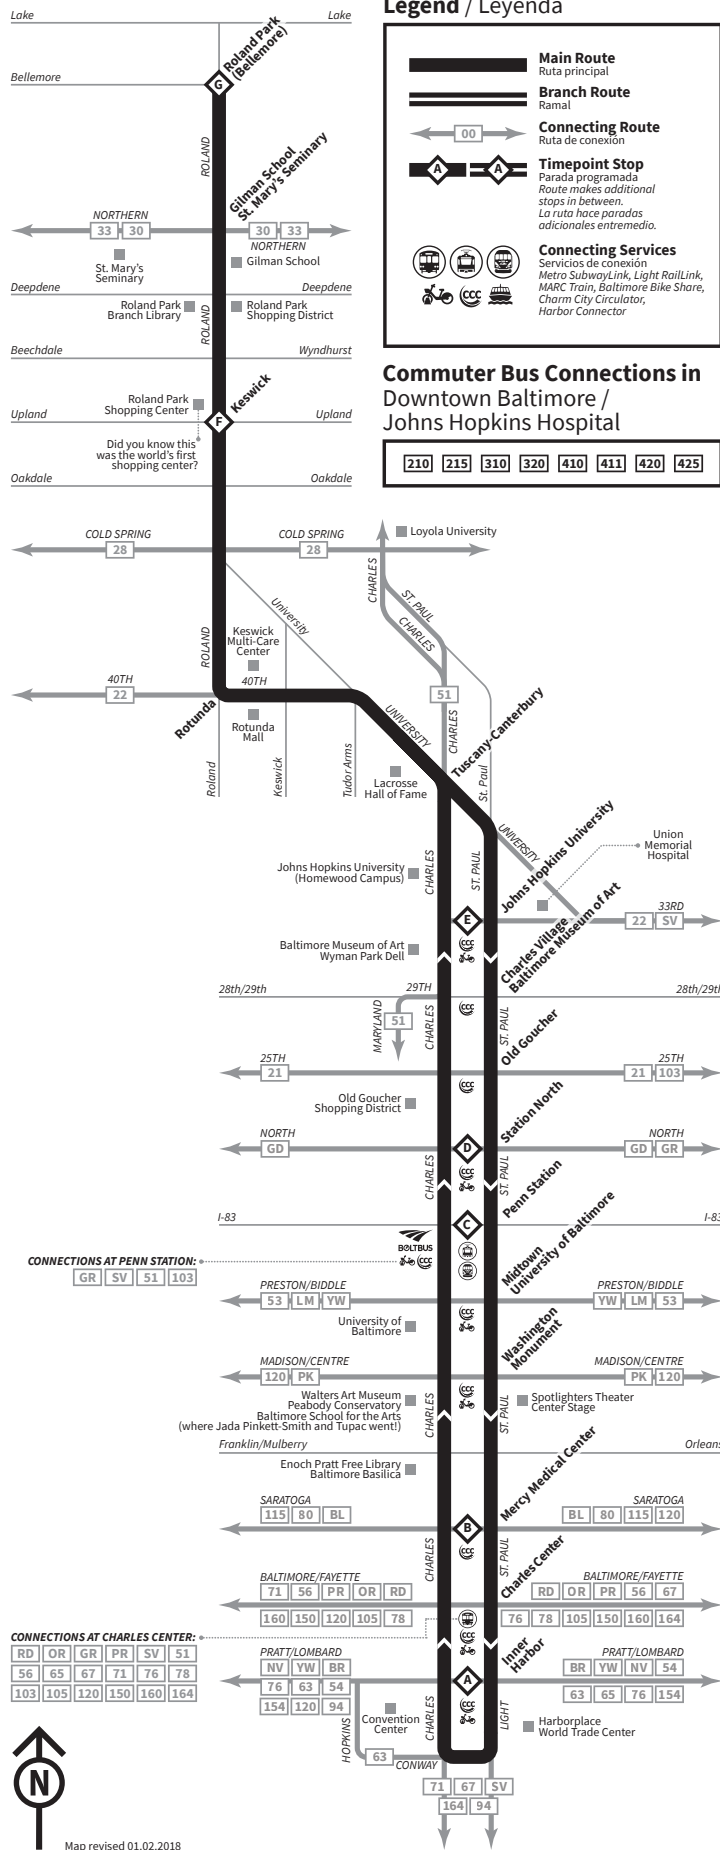 Legend / Leyenda
Main Route
Ruta principal
Branch Route
Ramal
00
Connecting Route
Ruta de conexión
A
A
Timepoint Stop
Parada programada
Route makes additional
stops in between.
La ruta hace paradas
adicionales entremedio.
CCC
Connecting Services
Servicios de conexión
Metro SubwayLink, Light RailLink,
MARC Train, Baltimore Bike Share,
Charm City Circulator,
Harbor Connector
Commuter Bus Connections in
Downtown Baltimore /
Johns Hopkins Hospital
210 215 310 320 410 411 420 425
Lake Lake
Roland Park
(Bellemore)
Bellemore
G
ROLAND
Gilman School
St. Mary's Seminary
NORTHERN
33 30 30 33
NORTHERN
St. Mary's
Seminary
Gilman School
Deepdene Deepdene
Roland Park
Branch Library
ROLAND
Roland Park
Shopping District
Beechdale Wyndhurst
Roland Park
Shopping Center
Keswick
Upland F Upland
Did you know this
was the world's first
shopping center?
Oakdale Oakdale
COLD SPRING COLD SPRING
28 28
Loyola University
CHARLES
ST. PAUL
CHARLES
University
ROLAND
Keswick
Multi-Care
Center
40TH 40TH
22
51
Rotunda
Rotunda
Mall
UNIVERSITY
CHARLES
Tuscany-Canterbury
Roland
Keswick
Tudor Arms
Lacrosse
Hall of Fame
St. Paul
UNIVERSITY
Johns Hopkins University
Union
Memorial
Hospital
Johns Hopkins University
(Homewood Campus)
CHARLES
ST. PAUL
E
33RD
22 SV
CCC
Charles Village
Baltimore Museum of Art
Baltimore Museum of Art
Wyman Park Dell
28th/29th 29TH 28th/29th
CCC
MARYLAND
51
CHARLES
ST. PAUL
Old Goucher
25TH 25TH
21 21 103
CCC
Old Goucher
Shopping District
Station North
NORTH NORTH
GD D GD GR
CCC
CHARLES
ST. PAUL
Penn Station
I-83 C I-83
BOLTBUS
CCC
CONNECTIONS AT PENN STATION:
GR SV 51 103
Midtown
University of Baltimore
PRESTON/BIDDLE PRESTON/BIDDLE
53 LM YW YW LM 53
CCC
University of
Baltimore
Washington
Monument
MADISON/CENTRE MADISON/CENTRE
120 PK PK 120
CCC
Walters Art Museum
Peabody Conservatory
Baltimore School for the Arts
(where Jada Pinkett-Smith and Tupac went!)
CHARLES
ST. PAUL
Spotlighters Theater
Center Stage
Franklin/Mulberry Orleans
Enoch Pratt Free Library
Baltimore Basilica
Mercy Medical Center
SARATOGA SARATOGA
115 80 BL BL 80 115 120
B
CCC
CHARLES
ST. PAUL
Charles Center
BALTIMORE/FAYETTE BALTIMORE/FAYETTE
71 56 PR OR RD RD OR PR 56 67
160 150 120 105 78 76 78 105 150 160 164
CCC
CONNECTIONS AT CHARLES CENTER:
RD OR GR PR SV 51
56 65 67 71 76 78
103 105 120 150 160 164
Inner
Harbor
PRATT/LOMBARD PRATT/LOMBARD
NV YW BR BR YW NV 54
76 63 54 A 63 65 76 154
154 120 94
CCC
HOPKINS
Convention
Center
CHARLES
LIGHT
Harborplace
World Trade Center
63 CONWAY
71 67 SV
164 94
N
Map revised 01.02.2018